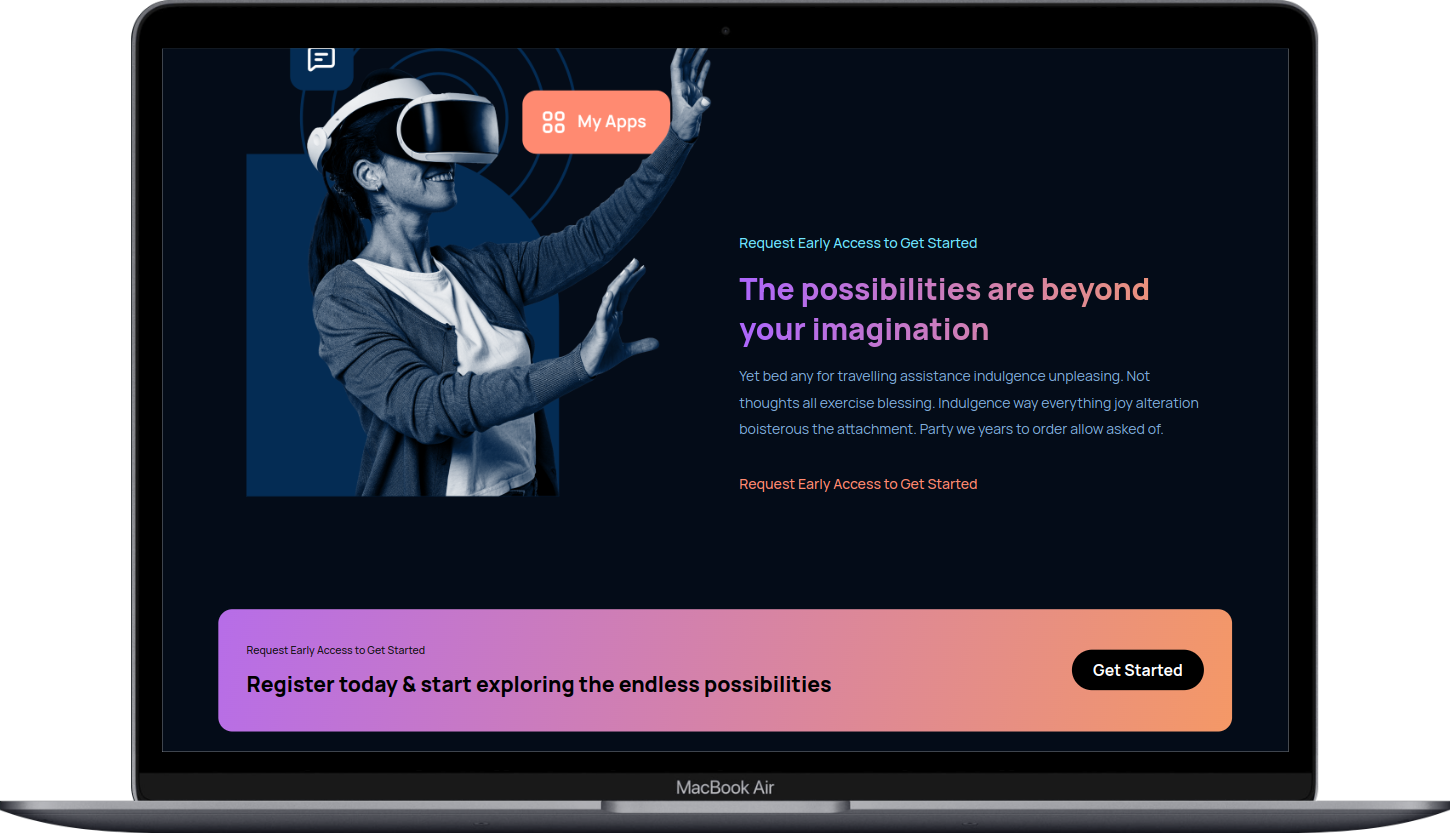 My Apps
Request Early Access to Get Started
The possibilities are beyond
your imagination
Yet bed any for travelling assistance indulgence unpleasing. Not
thoughts all exercise blessing. Indulgence way everything joy alteration
boisterous the attachment. Party we years to order allow asked of.
Request Early Access to Get Started
Request Early Access to Get Started
Register today & start exploring the endless possibilities
Get Started
MacBook Air